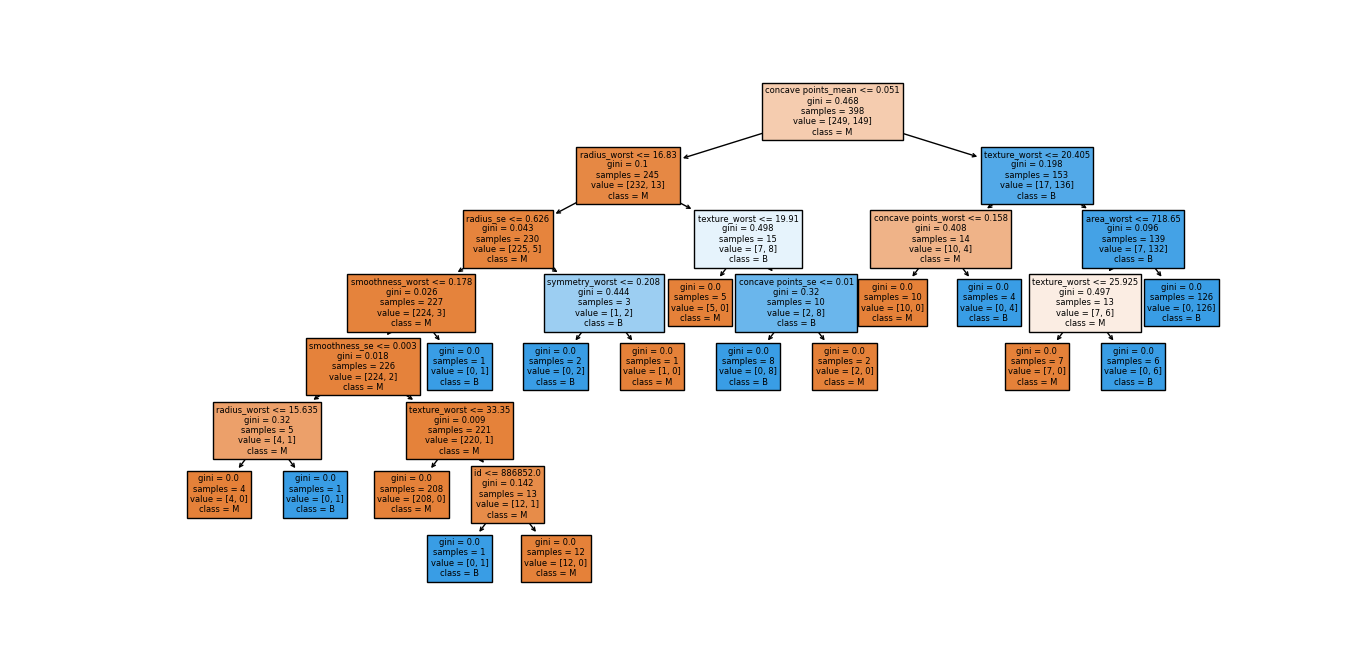 concave points_mean <= 0.051
gini = 0.468
samples = 398
value = [249, 149]
class = M
radius_worst <= 16.83
gini = 0.1
samples = 245
value = [232, 13]
class = M
texture_worst <= 20.405
gini = 0.198
samples = 153
value = [17, 136]
class = B
radius_se <= 0.626
gini = 0.043
samples = 230
value = [225, 5]
class = M
texture_worst <= 19.91
gini = 0.498
samples = 15
value = [7, 8]
class = B
concave points_worst <= 0.158
gini = 0.408
samples = 14
value = [10, 4]
class = M
area_worst <= 718.65
gini = 0.096
samples = 139
value = [7, 132]
class = B
smoothness_worst <= 0.178
gini = 0.026
samples = 227
value = [224, 3]
class = M
symmetry_worst <= 0.208
gini = 0.444
samples = 3
value = [1, 2]
class = B
gini = 0.0
samples = 5
value = [5, 0]
class = M
concave points_se <= 0.01
gini = 0.32
samples = 10
value = [2, 8]
class = B
gini = 0.0
samples = 10
value = [10, 0]
class = M
gini = 0.0
samples = 4
value = [0, 4]
class = B
texture_worst <= 25.925
gini = 0.497
samples = 13
value = [7, 6]
class = M
gini = 0.0
samples = 126
value = [0, 126]
class = B
smoothness_se <= 0.003
gini = 0.018
samples = 226
value = [224, 2]
class = M
gini = 0.0
samples = 1
value = [0, 1]
class = B
gini = 0.0
samples = 2
value = [0, 2]
class = B
gini = 0.0
samples = 1
value = [1, 0]
class = M
gini = 0.0
samples = 8
value = [0, 8]
class = B
gini = 0.0
samples = 2
value = [2, 0]
class = M
gini = 0.0
samples = 7
value = [7, 0]
class = M
gini = 0.0
samples = 6
value = [0, 6]
class = B
radius_worst <= 15.635
gini = 0.32
samples = 5
value = [4, 1]
class = M
texture_worst <= 33.35
gini = 0.009
samples = 221
value = [220, 1]
class = M
gini = 0.0
samples = 4
value = [4, 0]
class = M
gini = 0.0
samples = 1
value = [0, 1]
class = B
gini = 0.0
samples = 208
value = [208, 0]
class = M
id <= 886852.0
gini = 0.142
samples = 13
value = [12, 1]
class = M
gini = 0.0
samples = 1
value = [0, 1]
class = B
gini = 0.0
samples = 12
value = [12, 0]
class = M